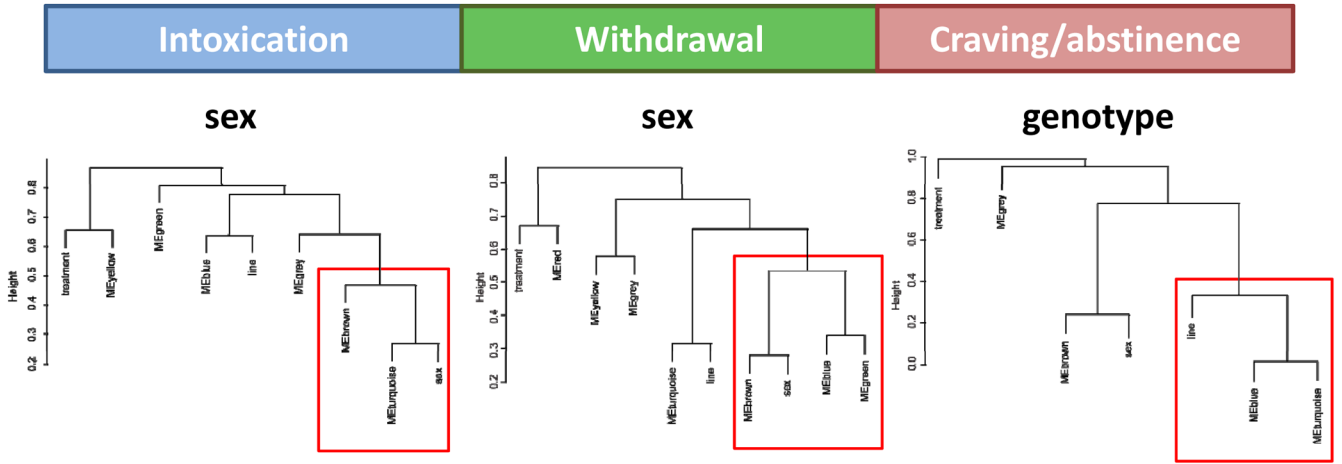 Intoxication Withdrawal Craving/abstinence
sex sex genotype
Height 0.2 0.3 0.4 0.5 0.6 0.7 0.8
treatment MEyellow MEgreen MEblue line MEgrey MEbrown MEturquoise sex
Height 0.2 0.3 0.4 0.5 0.6 0.7 0.8
treatment MEred MEyellow MEgrey MEturquoise line MEbrown sex MEblue MEgreen
Height 0.0 0.2 0.4 0.6 0.8 1.0
treatment MEgrey MEbrown sex line MEblue MEturquoise